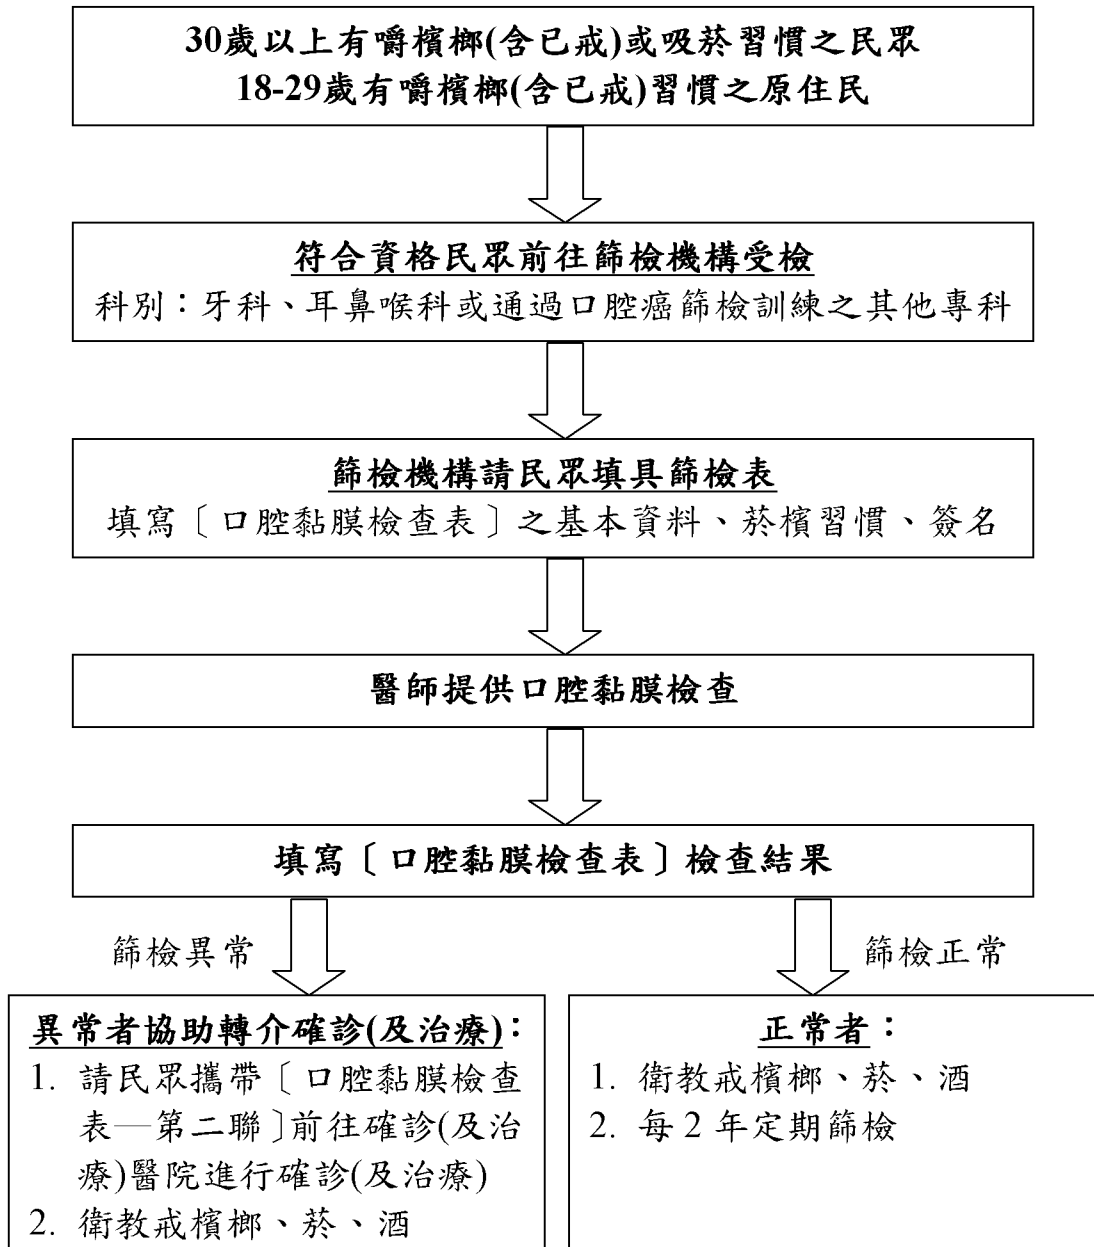 30歲以上有嚼檳榔(含已戒)或吸菸習慣之民眾
18-29歲有嚼檳榔(含已戒)習慣之原住民
符合資格民眾前往篩檢機構受檢
科別：牙科、耳鼻喉科或通過口腔癌篩檢訓練之其他專科
篩檢機構請民眾填具篩檢表
填寫〔口腔黏膜檢查表〕之基本資料、菸檳習慣、簽名
醫師提供口腔黏膜檢查
填寫〔口腔黏膜檢查表〕檢查結果
篩檢異常
篩檢正常
異常者協助轉介確診(及治療)：
1. 請民眾攜帶〔口腔黏膜檢查
表—第二聯〕前往確診(及治
療)醫院進行確診(及治療)
2. 衛教戒檳榔、菸、酒
正常者：
1. 衛教戒檳榔、菸、酒
2. 每 2 年定期篩檢